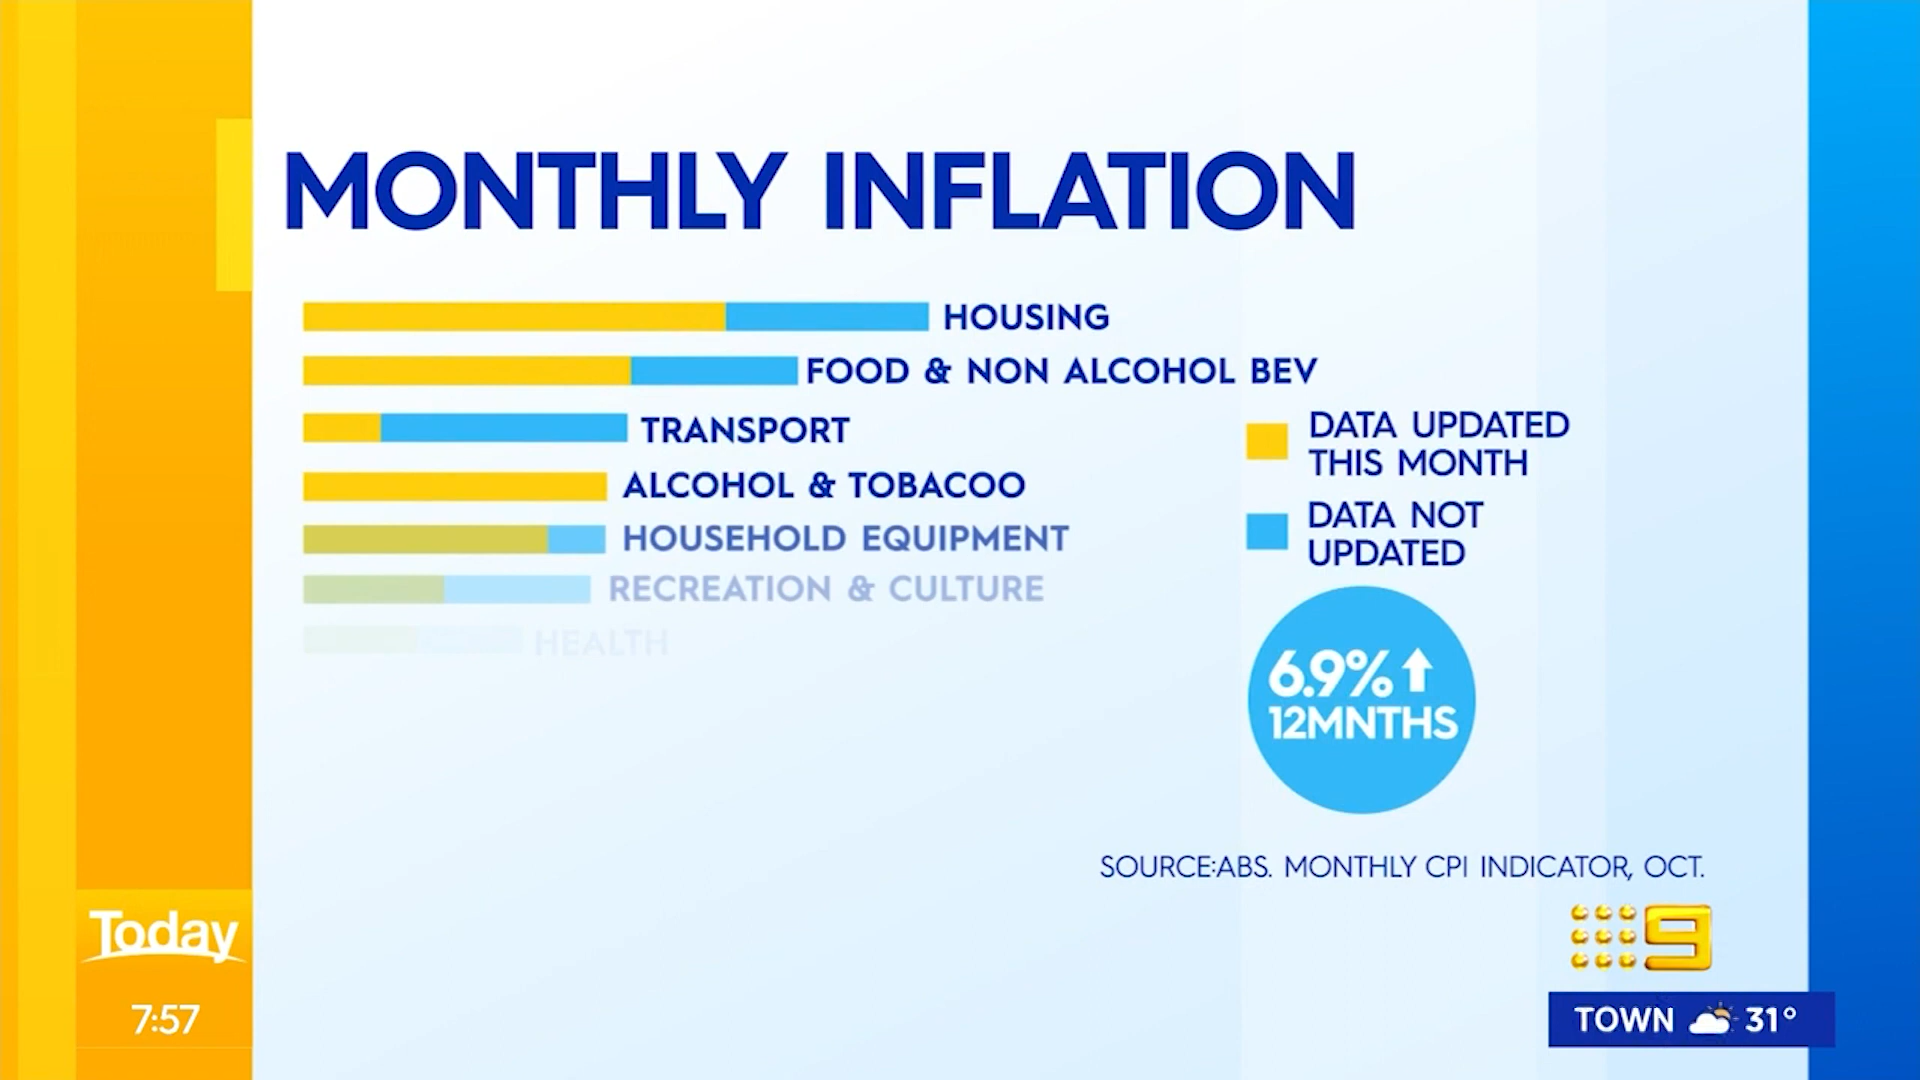 MONTHLY INFLATION
HOUSING
FOOD & NON ALCOHOL BEV
TRANSPORT
ALCOHOL & TOBACOO
HOUSEHOLD EQUIPMENT
RECREATION & CULTURE
HEALTH
DATA UPDATED
THIS MONTH
DATA NOT
UPDATED
6.9%⬆
12MNTHS
SOURCE:ABS. MONTHLY CPI INDICATOR, OCT.
9
Today
7:57
TOWN 31°